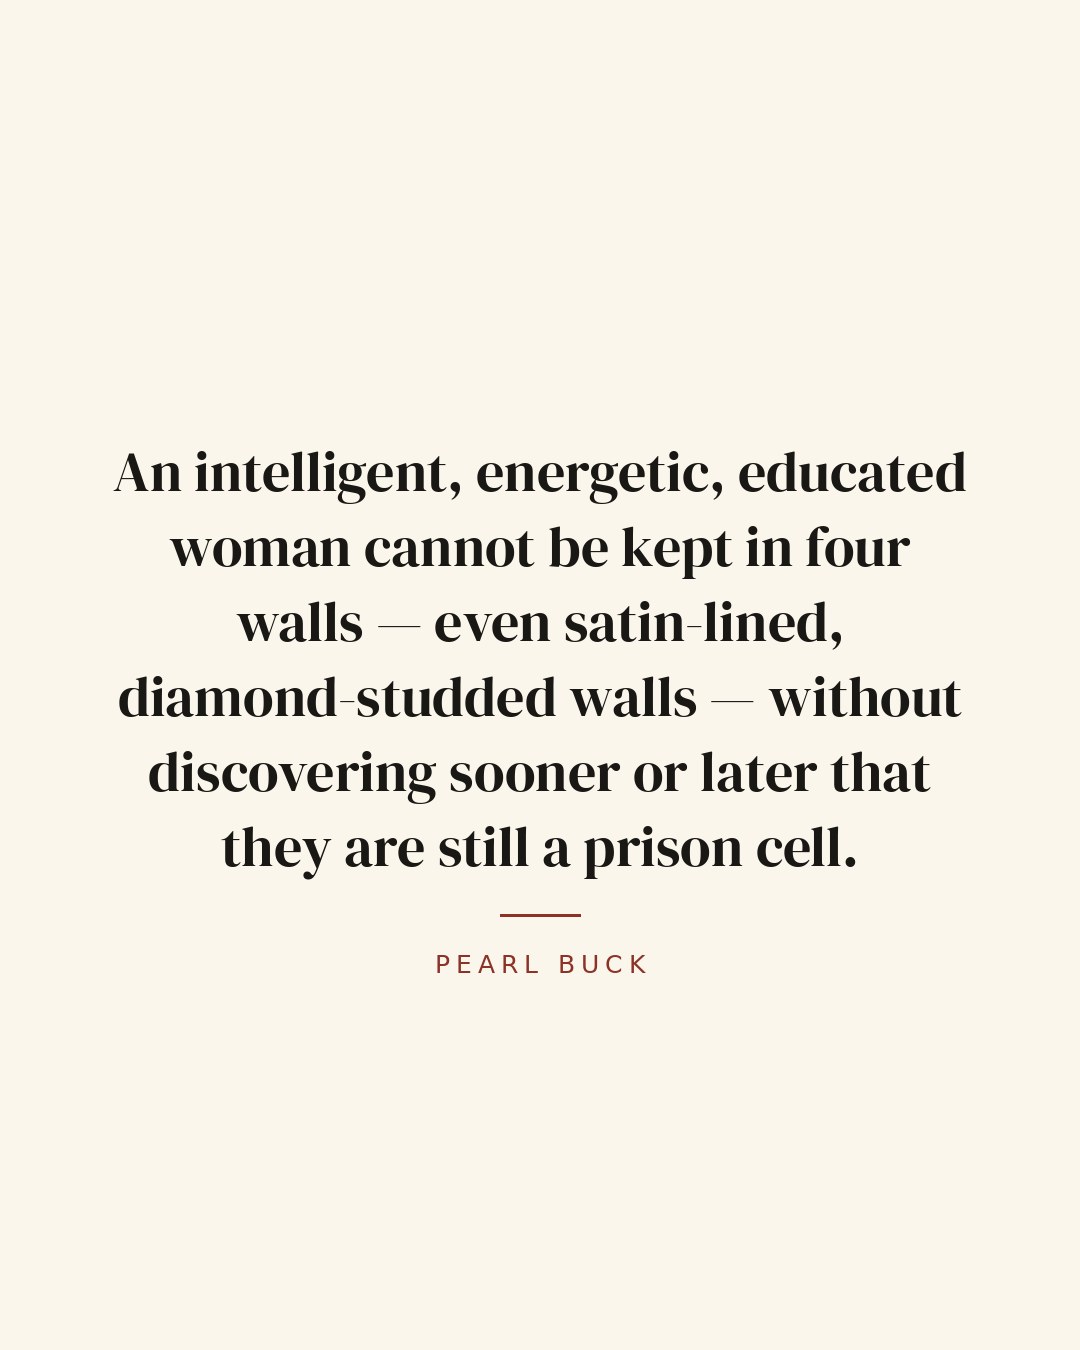 An intelligent, energetic, educated
woman cannot be kept in four
walls — even satin-lined,
diamond-studded walls — without
discovering sooner or later that
they are still a prison cell.
PEARL BUCK